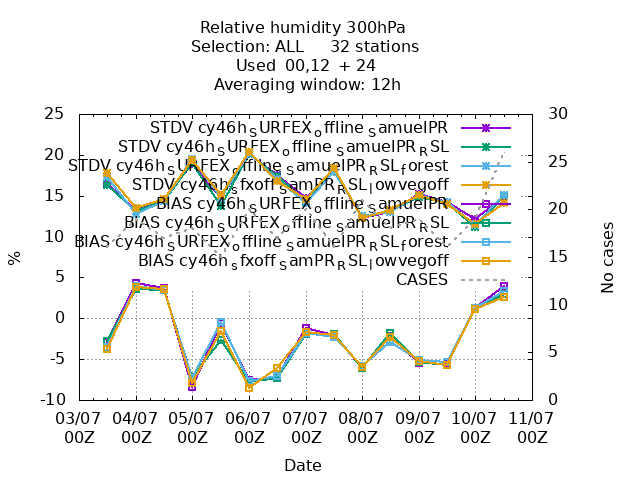 Relative humidity 300hPa
Selection: ALL 32 stations
Used 00,12 + 24
Averaging window: 12h
25 30
STDV cy46h_SURFEX_offline_SamuelPR
STDV cy46h_SURFEX_offline_SamuelPR_RSL
20 25
STDV cy46h_SURFEX_offline_SamuelPR_RSL_forest
STDV cy46h_sfxoff_samPR_RSL_lowvegoff
15 20
BIAS cy46h_SURFEX_offline_SamuelPR
BIAS cy46h_SURFEX_offline_SamuelPR_RSL
10 15
BIAS cy46h_SURFEX_offline_SamuelPR_RSL_forest
BIAS cy46h_sfxoff_samPR_RSL_lowvegoff
5 10
CASES
0
-5 5
-10 0
%
No cases
03/07 04/07 05/07 06/07 07/07 08/07 09/07 10/07 11/07
00Z 00Z 00Z 00Z 00Z 00Z 00Z 00Z 00Z
Date